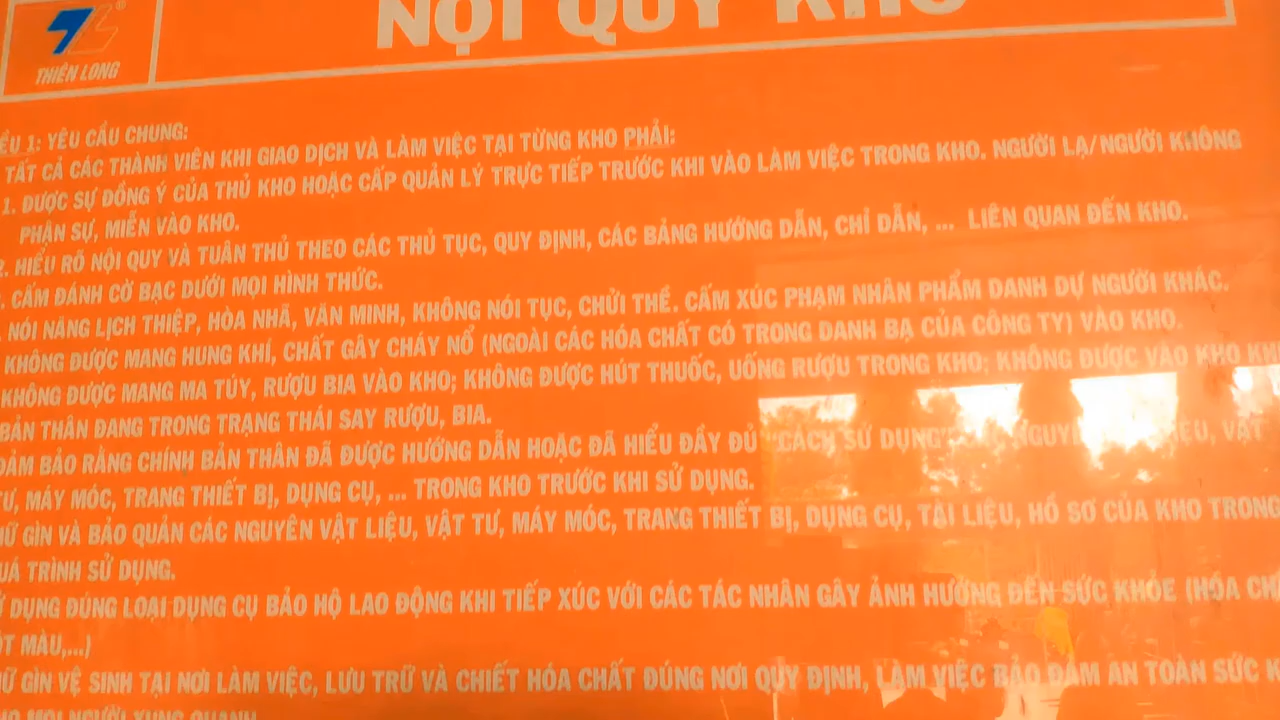 NỘI QUY KHO
THIÊN LONG
1: YÊU CẦU CHUNG:
TẤT CẢ CÁC THÀNH VIÊN KHI GIAO DỊCH VÀ LÀM VIỆC TẠI TỪNG KHO PHẢI:
1. ĐƯỢC SỰ ĐỒNG Ý CỦA THỦ KHO HOẶC CẤP QUẢN LÝ TRỰC TIẾP TRƯỚC KHI VÀO LÀM VIỆC TRONG KHO. NGƯỜI LẠ/NGƯỜI KHÔNG
PHẬN SỰ, MIỄN VÀO KHO.
2. HIỂU RÕ NỘI QUY VÀ TUÂN THỦ THEO CÁC THỦ TỤC, QUY ĐỊNH, CÁC BẢNG HƯỚNG DẪN, CHỈ DẪN, ... LIÊN QUAN ĐẾN KHO.
CẤM ĐÁNH CỜ BẠC DƯỚI MỌI HÌNH THỨC.
NÓI NĂNG LỊCH THIỆP, HÒA NHÃ, VĂN MINH, KHÔNG NÓI TỤC, CHỬI THỀ. CẤM XÚC PHẠM NHÂN PHẨM DANH DỰ NGƯỜI KHÁC.
KHÔNG ĐƯỢC MANG HUNG KHÍ, CHẤT GÂY CHÁY NỔ (NGOÀI CÁC HÓA CHẤT CÓ TRONG DANH BẠ CỦA CÔNG TY) VÀO KHO.
KHÔNG ĐƯỢC MANG MA TÚY, RƯỢU BIA VÀO KHO; KHÔNG ĐƯỢC HÚT THUỐC, UỐNG RƯỢU TRONG KHO; KHÔNG ĐƯỢC VÀO KHO
BẢN THÂN ĐANG TRONG TRẠNG THÁI SAY RƯỢU, BIA.
ĐẢM BẢO RẰNG CHÍNH BẢN THÂN ĐÃ ĐƯỢC HƯỚNG DẪN HOẶC ĐÃ HIỂU ĐẦY ĐỦ "CÁCH SỬ DỤNG" VẬT
TƯ, MÁY MÓC, TRANG THIẾT BỊ, DỤNG CỤ, ... TRONG KHO TRƯỚC KHI SỬ DỤNG.
GÌN VÀ BẢO QUẢN CÁC NGUYÊN VẬT LIỆU, VẬT TƯ, MÁY MÓC, TRANG THIẾT BỊ, DỤNG CỤ, TÀI LIỆU, HỒ SƠ CỦA KHO TRONG
TRÌNH SỬ DỤNG.
DỤNG ĐÚNG LOẠI DỤNG CỤ BẢO HỘ LAO ĐỘNG KHI TIẾP XÚC VỚI CÁC TÁC NHÂN GÂY ẢNH HƯỞNG ĐẾN SỨC KHỎE (HÓA
MÀU,...)
GÌN VỆ SINH TẠI NƠI LÀM VIỆC, LƯU TRỮ VÀ CHIẾT HÓA CHẤT ĐÚNG NƠI QUY ĐỊNH, LÀM VIỆC BẢO ĐẢM AN TOÀN SỨC
MỌI NGƯỜI XUNG QUANH